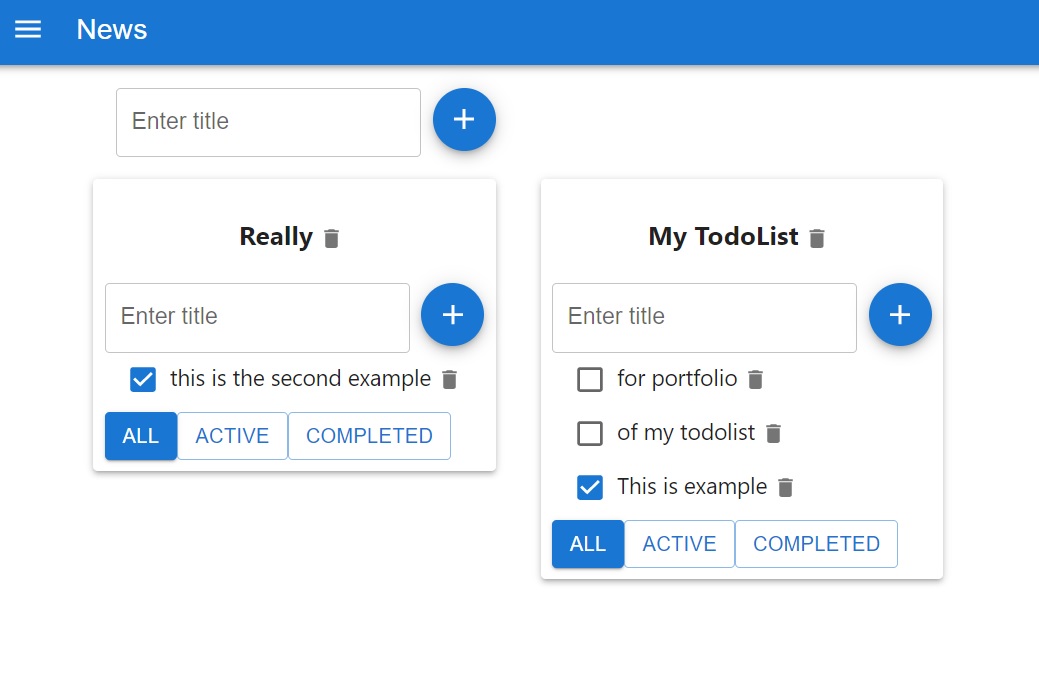 News
Enter title
Really
Enter title
this is the second example
ALL ACTIVE COMPLETED
My TodoList
Enter title
for portfolio
of my todolist
This is example
ALL ACTIVE COMPLETED